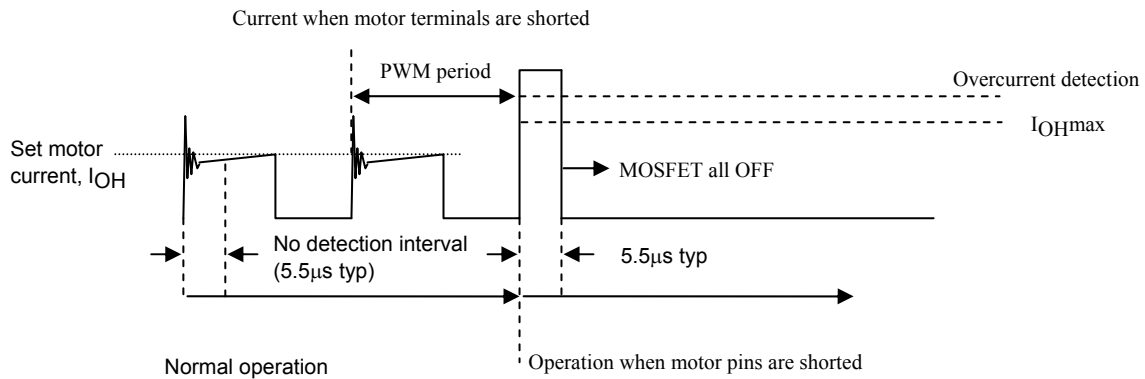 Current when motor terminals are shorted
PWM period
Overcurrent detection
IOHmax
Set motor
current, IOH
MOSFET all OFF
No detection interval
(5.5μs typ)
5.5μs typ
Normal operation
Operation when motor pins are shorted